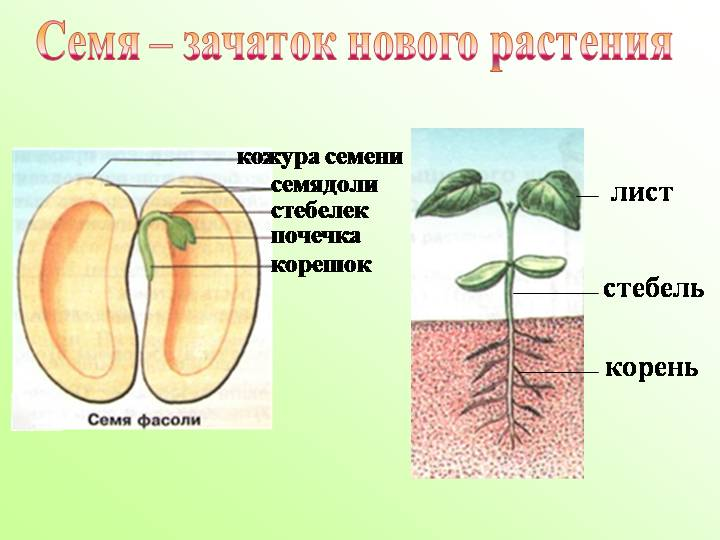 Семя – зачаток нового растения
кожура семени
семядоли
стебелек
почечка
корешок
Семя фасоли
лист
стебель
корень